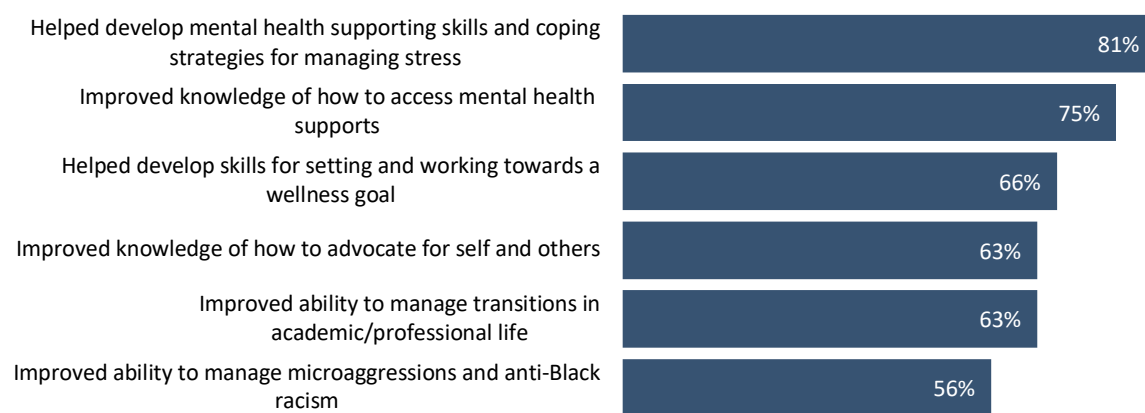 Helped develop mental health supporting skills and coping
strategies for managing stress
81%
Improved knowledge of how to access mental health
supports
75%
Helped develop skills for setting and working towards a
wellness goal
66%
Improved knowledge of how to advocate for self and others
63%
Improved ability to manage transitions in
academic/professional life
63%
Improved ability to manage microaggressions and anti-Black
racism
56%